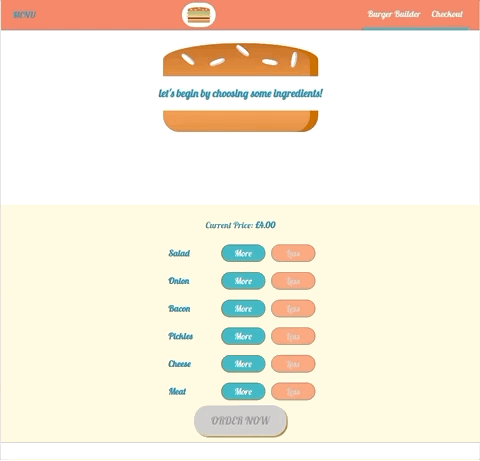 MENU
Burger Builder Checkout
let's begin by choosing some ingredients!
Current Price: £4.00
Salad More Less
Onion More Less
Bacon More Less
Pickles More Less
Cheese More Less
Meat More Less
ORDER NOW